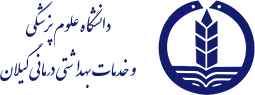 دانشگاه علوم پزشکی
و خدمات بهداشتی درمانی گیلان